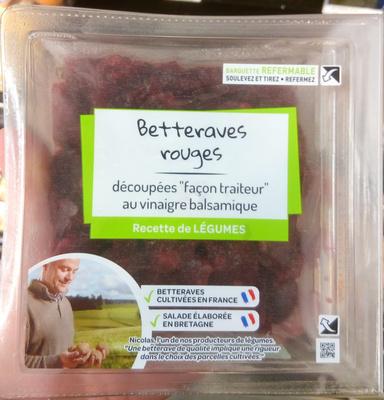 BARQUETTE REFERMABLE
SOULEVEZ ET TIREZ • REFERMEZ
Betteraves
rouges
découpées "façon traiteur"
au vinaigre balsamique
Recette de LÉGUMES
BETTERAVES
CULTIVÉES EN FRANCE
SALADE ÉLABORÉE
EN BRETAGNE
Nicolas, l'un de nos producteurs de légumes.
"Une betterave de qualité implique une rigueur
dans le choix des parcelles cultivées."